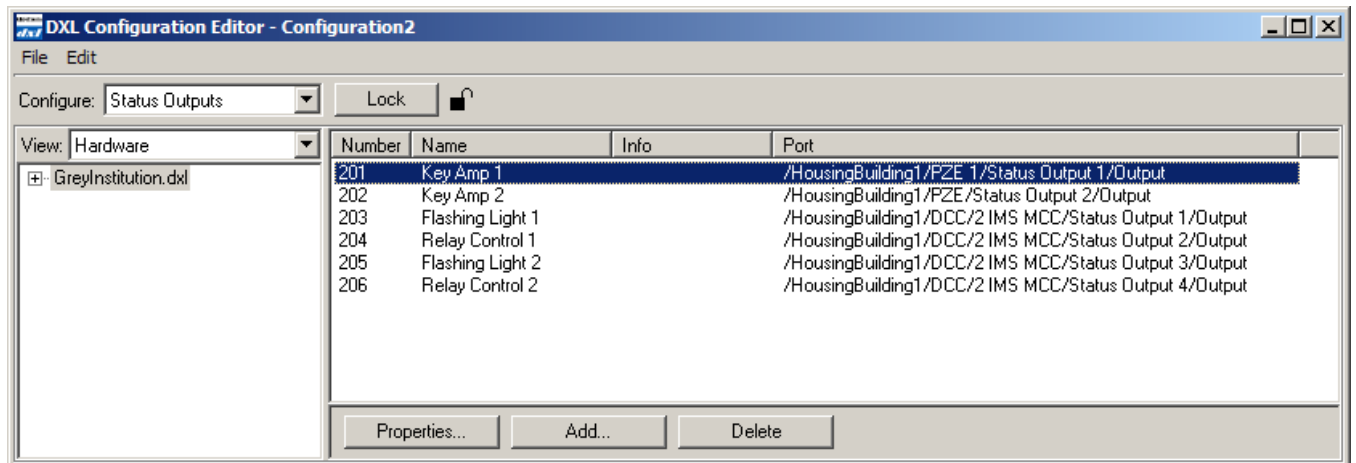 DXL Configuration Editor - Configuration2
File Edit
Configure: Status Outputs Lock
View: Hardware
GreyInstitution.dxl
Number Name Info Port
201 Key Amp 1 /HousingBuilding1/PZE 1/Status Output 1/Output
202 Key Amp 2 /HousingBuilding1/PZE/Status Output 2/Output
203 Flashing Light 1 /HousingBuilding1/DCC/2 IMS MCC/Status Output 1/Output
204 Relay Control 1 /HousingBuilding1/DCC/2 IMS MCC/Status Output 2/Output
205 Flashing Light 2 /HousingBuilding1/DCC/2 IMS MCC/Status Output 3/Output
206 Relay Control 2 /HousingBuilding1/DCC/2 IMS MCC/Status Output 4/Output
Properties... Add... Delete